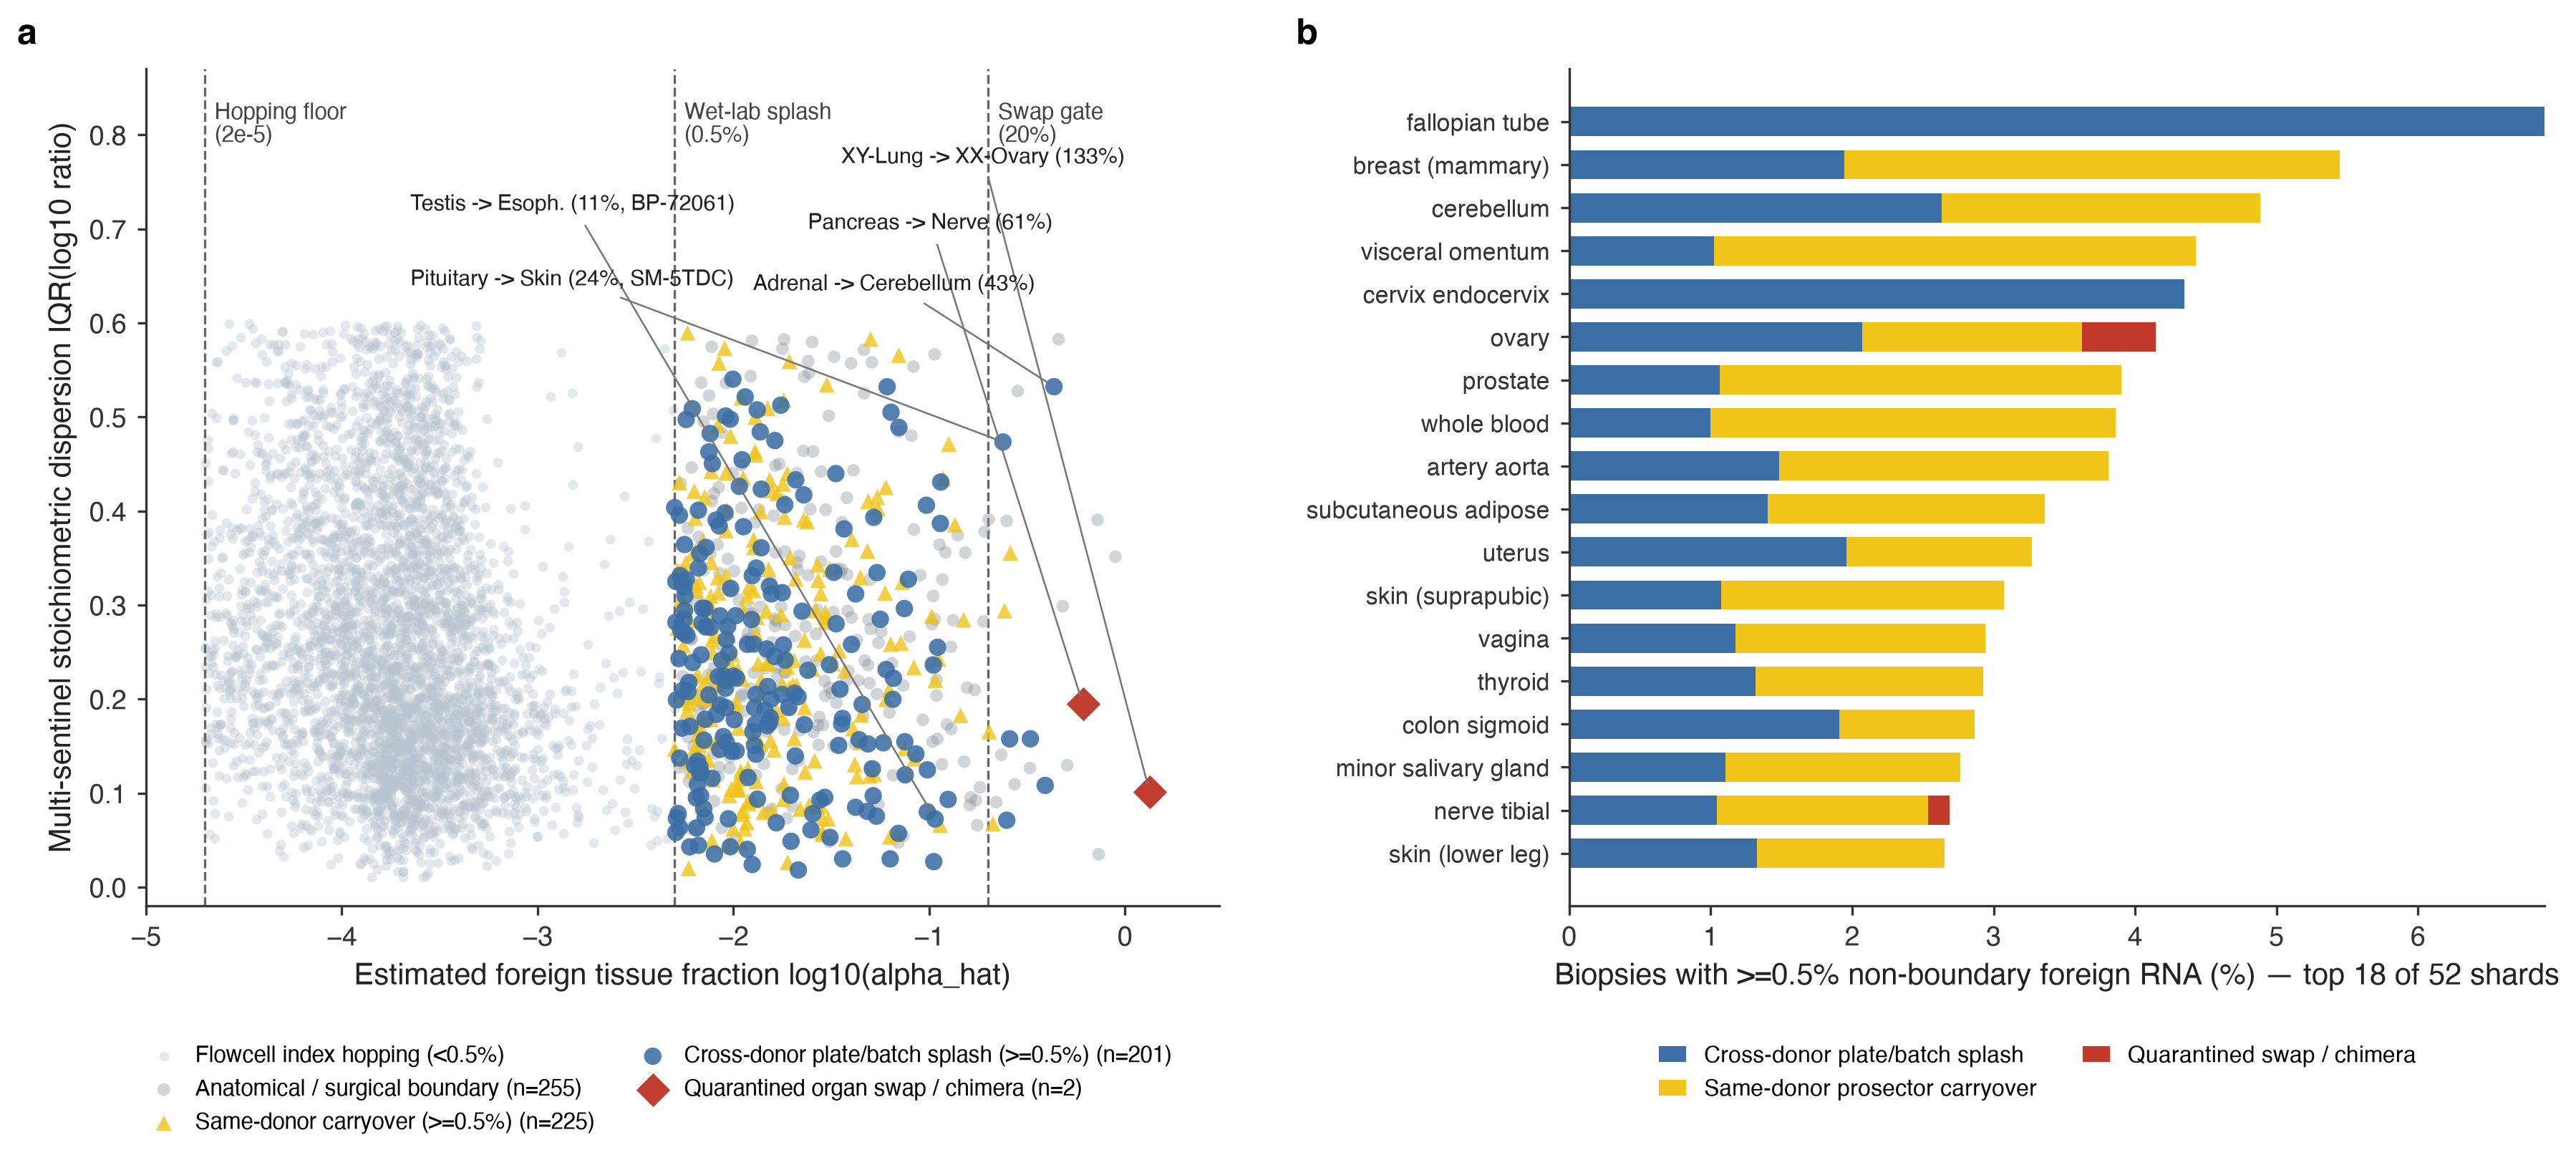 a
Multi-sentinel stoichiometric dispersion IQR(log10 ratio)
0.8
0.7
0.6
0.5
0.4
0.3
0.2
0.1
0.0
Hopping floor
(2e-5)
Wet-lab splash
(0.5%)
Swap gate
(20%)
XY-Lung -> XX-Ovary (133%)
Testis -> Esoph. (11%, BP-72061)
Pancreas -> Nerve (61%)
Pituitary -> Skin (24%, SM-5TDC)
Adrenal -> Cerebellum (43%)
−5
−4
−3
−2
−1
0
Estimated foreign tissue fraction log10(alpha_hat)
Flowcell index hopping (<0.5%)
Anatomical / surgical boundary (n=255)
Same-donor carryover (>=0.5%) (n=225)
Cross-donor plate/batch splash (>=0.5%) (n=201)
Quarantined organ swap / chimera (n=2)
b
fallopian tube
breast (mammary)
cerebellum
visceral omentum
cervix endocervix
ovary
prostate
whole blood
artery aorta
subcutaneous adipose
uterus
skin (suprapubic)
vagina
thyroid
colon sigmoid
minor salivary gland
nerve tibial
skin (lower leg)
0
1
2
3
4
5
6
Biopsies with >=0.5% non-boundary foreign RNA (%) — top 18 of 52 shards
Cross-donor plate/batch splash
Same-donor prosector carryover
Quarantined swap / chimera